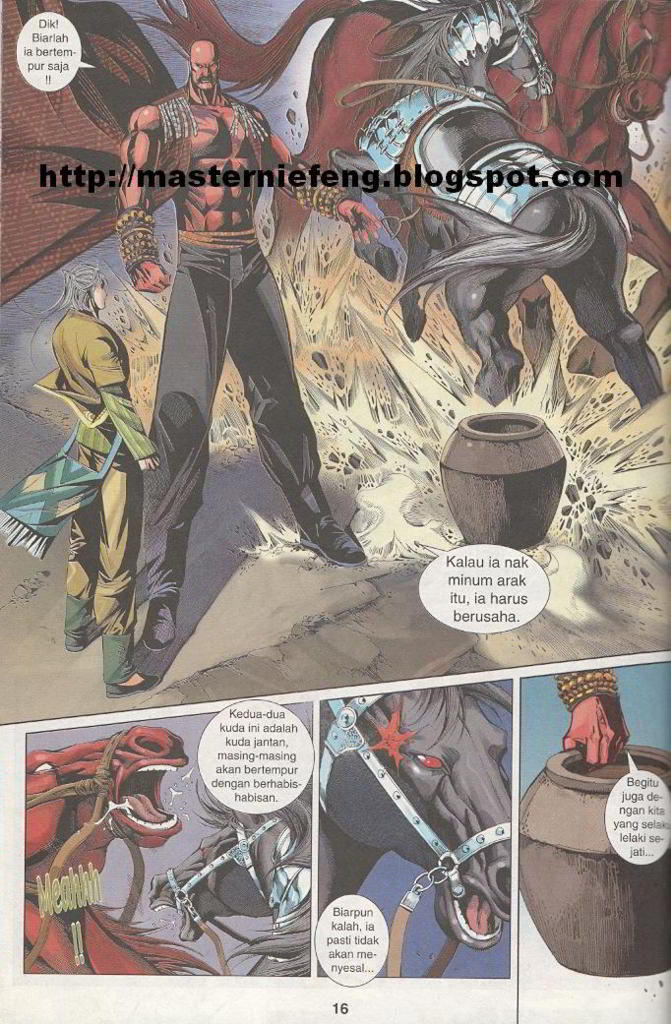 Dik!
Biarlah
ia bertem-
pur saja
!!
http://masterniefeng.blogspot.com
Kalau ia nak
minum arak
itu, ia harus
berusaha.
Kedua-dua
kuda ini adalah
kuda jantan,
masing-masing
akan bertempur
berhabis-
habisan.
Meahhh
!!
Biarpun
kalah, ia
pasti tidak
akan me-
nyesal...
Begitu
juga de-
ngan kita
yang
lelaki se-
jati...
16